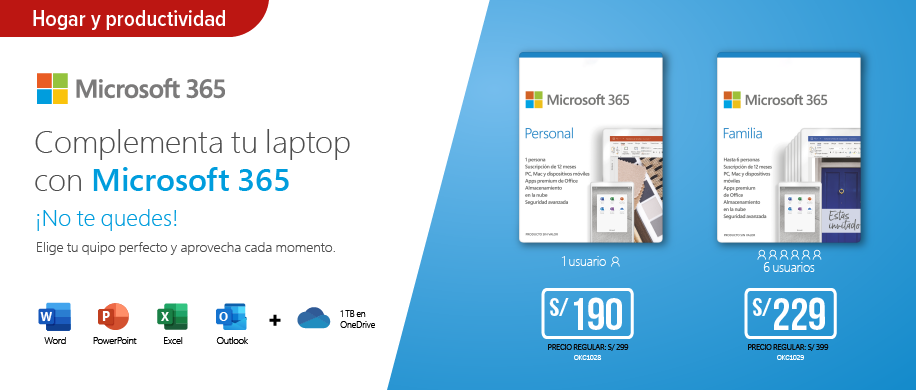 Hogar y productividad
Microsoft 365
Complementa tu laptop
con Microsoft 365
¡No te quedes!
Elige tu quipo perfecto y aprovecha cada momento.
Word
PowerPoint
Excel
Outlook
+
1 TB en
OneDrive
Microsoft 365
Personal
1 persona
Suscripción de 12 meses
PC, Mac y dispositivos móviles
Apps premium de Office
Almacenamiento
en la nube
Seguridad avanzada
PRODUCTO SIN VALOR
1 usuario
S/ 190
PRECIO REGULAR: S/ 299
OKC1028
Microsoft 365
Familia
Hasta 6 personas
Suscripción de 12 meses
PC, Mac y dispositivos
móviles
Apps premium
de Office
Almacenamiento
en la nube
Seguridad avanzada
Estás
invitado
6 usuarios
S/ 229
PRECIO REGULAR: S/ 399
OKC1029